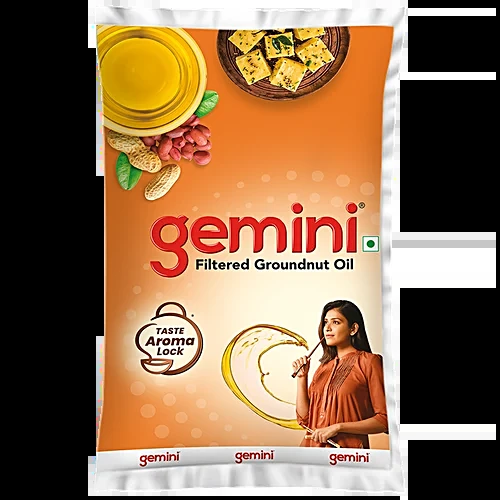 gemini®
Filtered Groundnut Oil
TASTE
Aroma
Lock
gemini gemini gemini